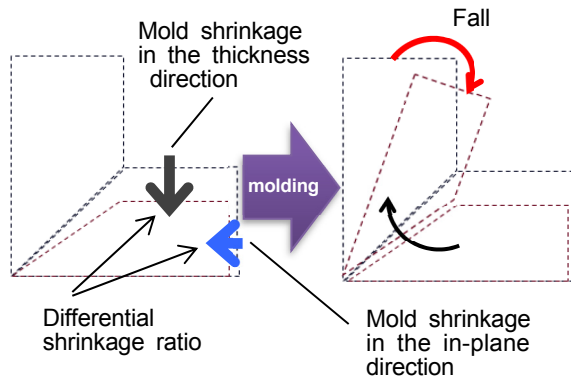 Mold shrinkage
in the thickness
direction
Fall
molding
Differential
shrinkage ratio
Mold shrinkage
in the in-plane
direction